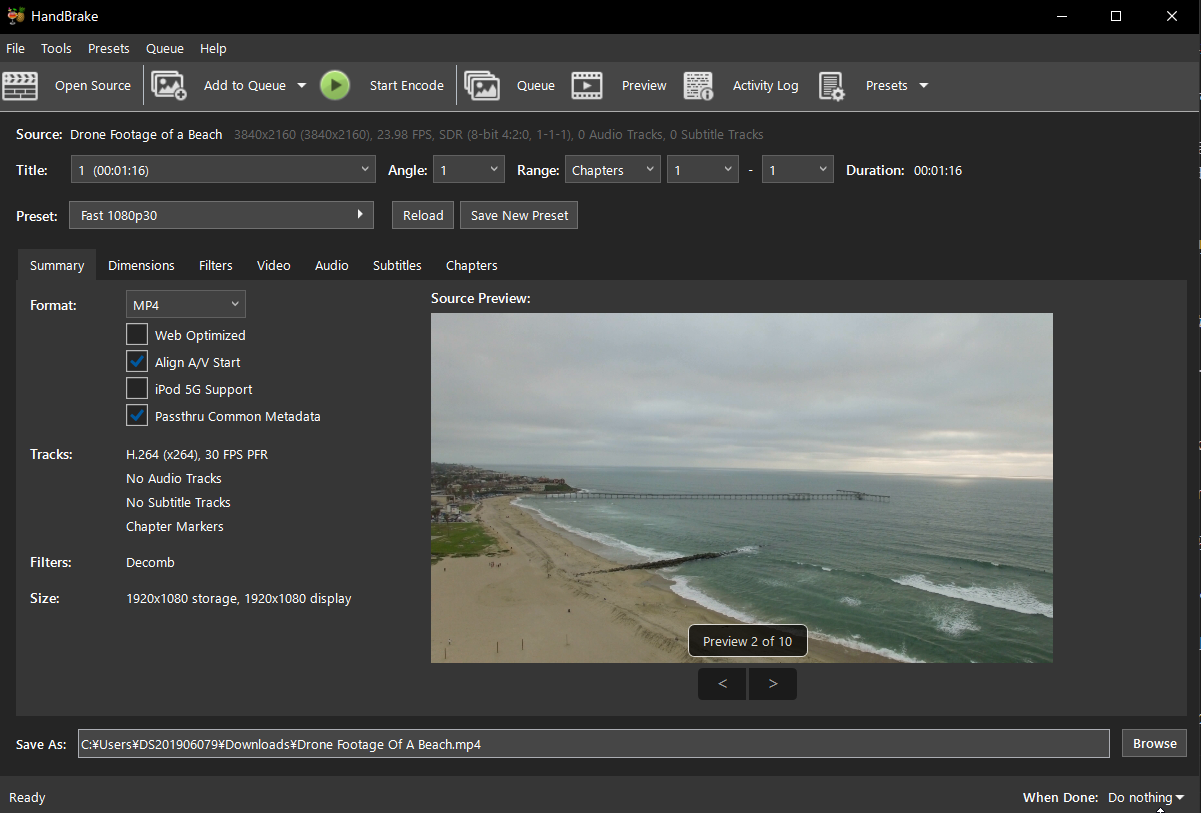 HandBrake
File Tools Presets Queue Help
Open Source Add to Queue Start Encode Queue Preview Activity Log Presets
Source: Drone Footage of a Beach 3840x2160 (3840x2160), 23.98 FPS, SDR (8-bit 4:2:0, 1-1-1), 0 Audio Tracks, 0 Subtitle Tracks
Title: 1 (00:01:16) Angle: 1 Range: Chapters 1 - 1 Duration: 00:01:16
Preset: Fast 1080p30 Reload Save New Preset
Summary Dimensions Filters Video Audio Subtitles Chapters
Format: MP4
Web Optimized
Align A/V Start
iPod 5G Support
Passthru Common Metadata
Tracks: H.264 (x264), 30 FPS PFR
No Audio Tracks
No Subtitle Tracks
Chapter Markers
Filters: Decomb
Size: 1920x1080 storage, 1920x1080 display
Source Preview:
Preview 2 of 10
< >
Save As: C:¥Users¥DS201906079¥Downloads¥Drone Footage Of A Beach.mp4 Browse
Ready When Done: Do nothing